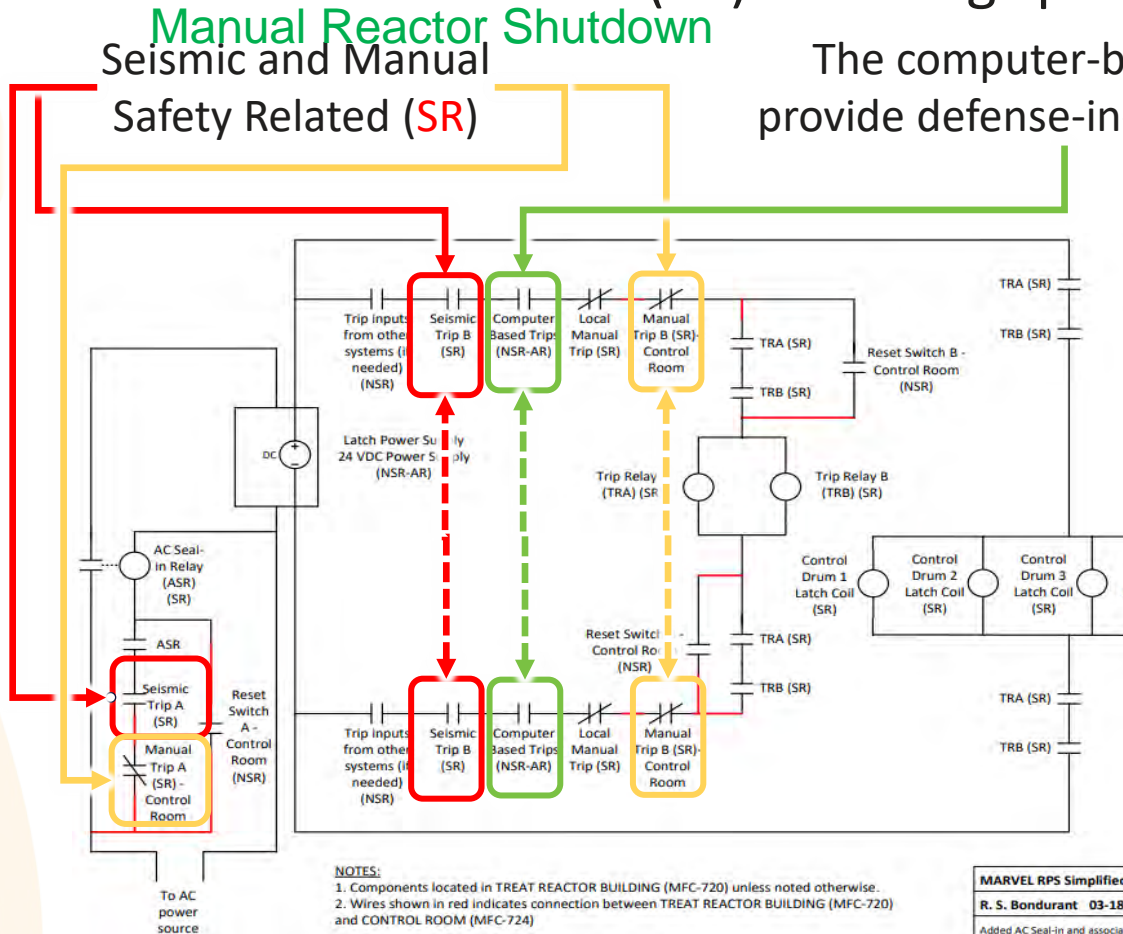 Manual Reactor Shutdown
Seismic and Manual
Safety Related (SR)
The computer-b
provide defense-in
Trip inputs
from other
systems (if
needed)
(NSR)
Seismic
Trip B
(SR)
Computer
Based Trips
(NSR-AR)
Local
Manual
Trip (SR)
Manual
Trip B (SR)-
Control
Room
TRA (SR)
TRB (SR)
Reset Switch B -
Control Room
(NSR)
TRA (SR)
TRB (SR)
DC
Latch Power Supply
24 VDC Power Supply
(NSR-AR)
Trip Relay
(TRA) (SR
Trip Relay B
(TRB) (SR)
AC Seal-
in Relay
(ASR)
(SR)
ASR
Seismic
Trip A
(SR)
Manual
Trip A
(SR) -
Control
Room
Reset
Switch
A -
Control
Room
(NSR)
Control
Drum 1
Latch Coil
(SR)
Control
Drum 2
Latch Coil
(SR)
Control
Drum 3
Latch Coil
(SR)
Reset Switch -
Control Room
(NSR)
TRA (SR)
TRB (SR)
TRA (SR)
TRB (SR)
Trip inputs
from other
systems (if
needed)
(NSR)
Seismic
Trip B
(SR)
Computer
Based Trips
(NSR-AR)
Local
Manual
Trip (SR)
Manual
Trip B (SR)-
Control
Room
To AC
power
source
NOTES:
1. Components located in TREAT REACTOR BUILDING (MFC-720) unless noted otherwise.
2. Wires shown in red indicates connection between TREAT REACTOR BUILDING (MFC-720)
and CONTROL ROOM (MFC-724)
MARVEL RPS Simplified
R. S. Bondurant 03-18
Added AC Seal-in and associa